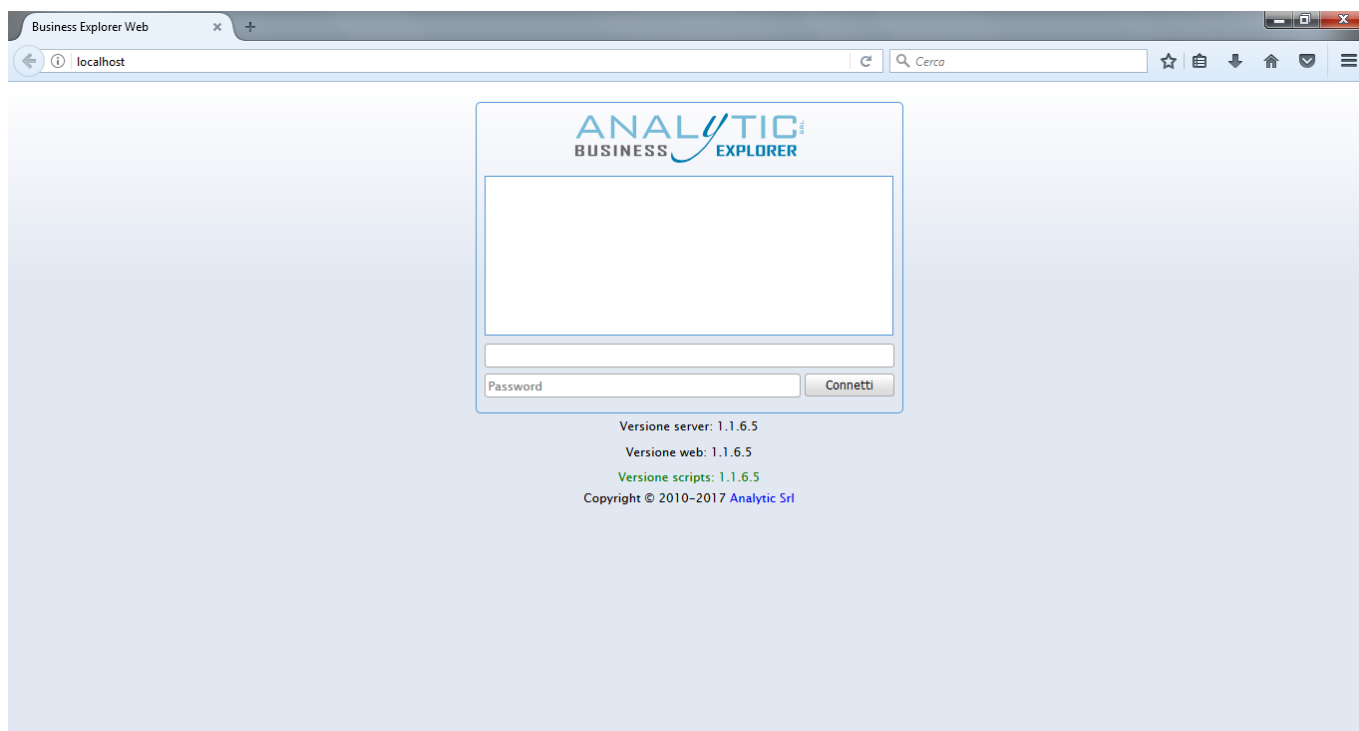 Business Explorer Web
localhost
Cerca
ANALYTIC SRL
BUSINESS EXPLORER
Password
Connetti
Versione server: 1.1.6.5
Versione web: 1.1.6.5
Versione scripts: 1.1.6.5
Copyright © 2010-2017 Analytic Srl